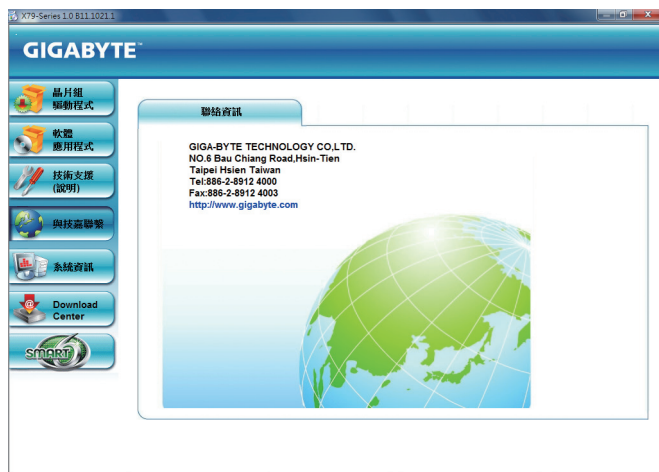 X79-Series 1.0 B11.1021.1
GIGABYTE™
晶片組
驅動程式
軟體
應用程式
技術支援
(說明)
與技嘉聯繫
系統資訊
Download
Center
SMART 6
聯絡資訊
GIGA-BYTE TECHNOLOGY CO,LTD.
NO.6 Bau Chiang Road,Hsin-Tien
Taipei Hsien Taiwan
Tel:886-2-8912 4000
Fax:886-2-8912 4003
http://www.gigabyte.com